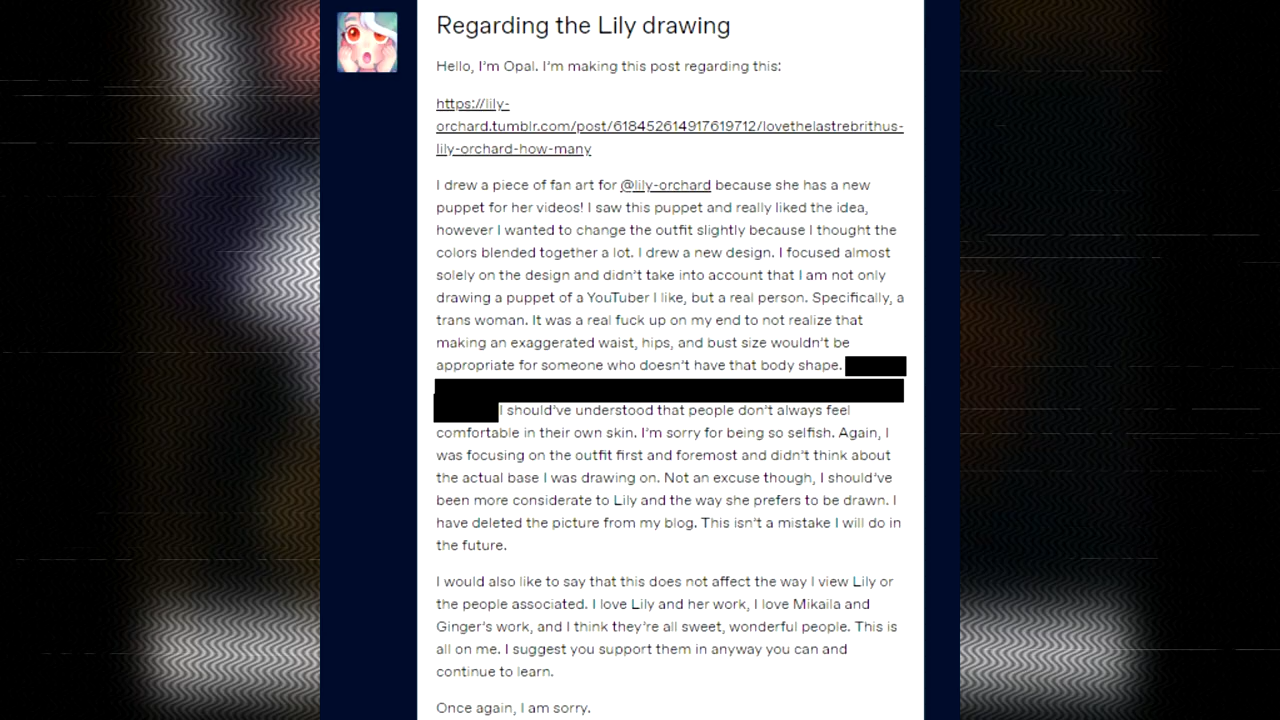 Regarding the Lily drawing
Hello, I'm Opal. I'm making this post regarding this:
https://lily-
orchard.tumblr.com/post/618452614917619712/lovethelastrebrithus-
lily-orchard-how-many
I drew a piece of fan art for @lily-orchard because she has a new
puppet for her videos! I saw this puppet and really liked the idea,
however I wanted to change the outfit slightly because I thought the
colors blended together a lot. I drew a new design. I focused almost
solely on the design and didn't take into account that I am not only
drawing a puppet of a YouTuber I like, but a real person. Specifically, a
trans woman. It was a real fuck up on my end to not realize that
making an exaggerated waist, hips, and bust size wouldn't be
appropriate for someone who doesn't have that body shape.
I should've understood that people don't always feel
comfortable in their own skin. I'm sorry for being so selfish. Again, I
was focusing on the outfit first and foremost and didn't think about
the actual base I was drawing on. Not an excuse though, I should've
been more considerate to Lily and the way she prefers to be drawn. I
have deleted the picture from my blog. This isn't a mistake I will do in
the future.
I would also like to say that this does not affect the way I view Lily or
the people associated. I love Lily and her work, I love Mikaila and
Ginger's work, and I think they're all sweet, wonderful people. This is
all on me. I suggest you support them in anyway you can and
continue to learn.
Once again, I am sorry.